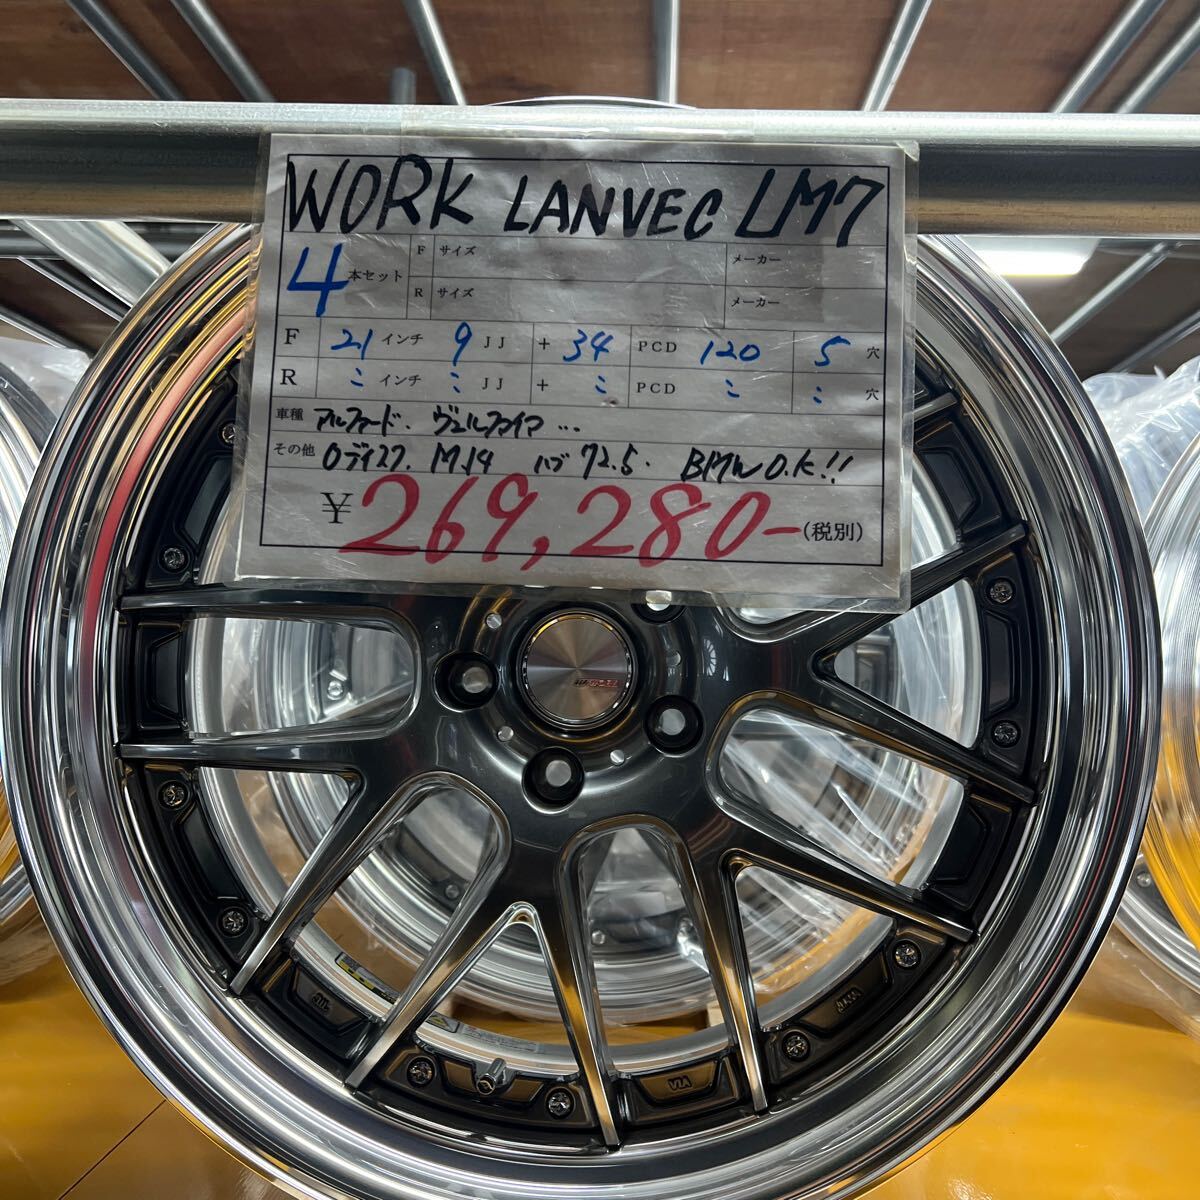 WORK LANVEC LM7
4本セット F サイズ メーカー
R サイズ メーカー
F 21 インチ 9 JJ + 34 PCD 120 5 穴
R 〃 インチ 〃 JJ + 〃 PCD 〃 〃 穴
車種 アルファード. ヴェルファイア …
その他 Oディスク. M14 ハブ 72.5. BMW O.K!!
¥269,280-(税別)
WORK
VIA